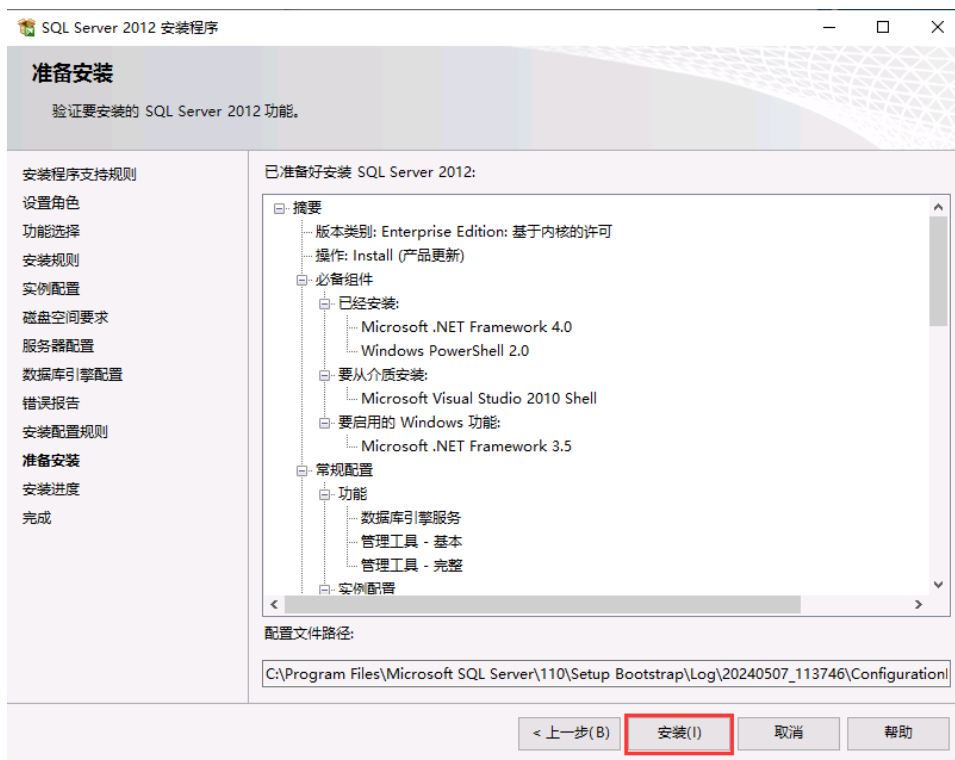 SQL Server 2012 安装程序
准备安装
验证要安装的 SQL Server 2012 功能。
安装程序支持规则
设置角色
功能选择
安装规则
实例配置
磁盘空间要求
服务器配置
数据库引擎配置
错误报告
安装配置规则
准备安装
安装进度
完成
已准备好安装 SQL Server 2012:
摘要
版本类别: Enterprise Edition: 基于内核的许可
操作: Install (产品更新)
必备组件
已经安装:
Microsoft .NET Framework 4.0
Windows PowerShell 2.0
要从介质安装:
Microsoft Visual Studio 2010 Shell
要启用的 Windows 功能:
Microsoft .NET Framework 3.5
常规配置
功能
数据库引擎服务
管理工具 - 基本
管理工具 - 完整
实例配置
配置文件路径:
C:\Program Files\Microsoft SQL Server\110\Setup Bootstrap\Log\20240507_113746\Configuration
< 上一步(B)
安装(I)
取消
帮助